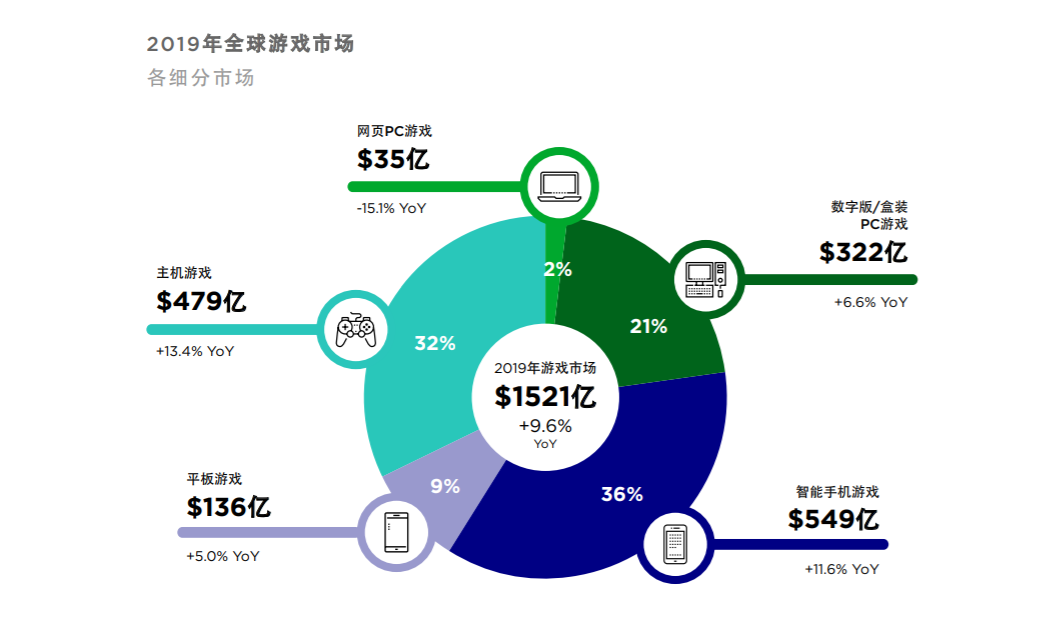 2019年全球游戏市场
各细分市场
网页PC游戏
$35亿
-15.1% YoY
数字版/盒装
PC游戏
$322亿
+6.6% YoY
主机游戏
$479亿
+13.4% YoY
2%
21%
32%
2019年游戏市场
$1521亿
+9.6%
YoY
9%
36%
平板游戏
$136亿
+5.0% YoY
智能手机游戏
$549亿
+11.6% YoY